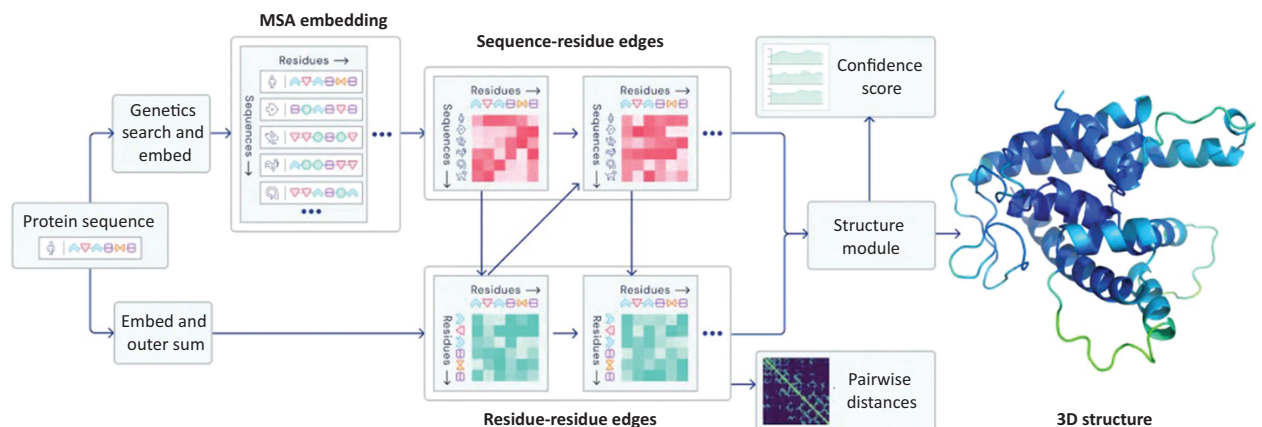 MSA embedding
Residues →
Sequences →
Genetics
search and
embed
Protein sequence
Embed and
outer sum
Sequence-residue edges
Residues →
Sequences →
Residues →
Sequences →
Residues →
Residues →
Residues →
Residues →
Residue-residue edges
Confidence
score
Structure
module
Pairwise
distances
3D structure